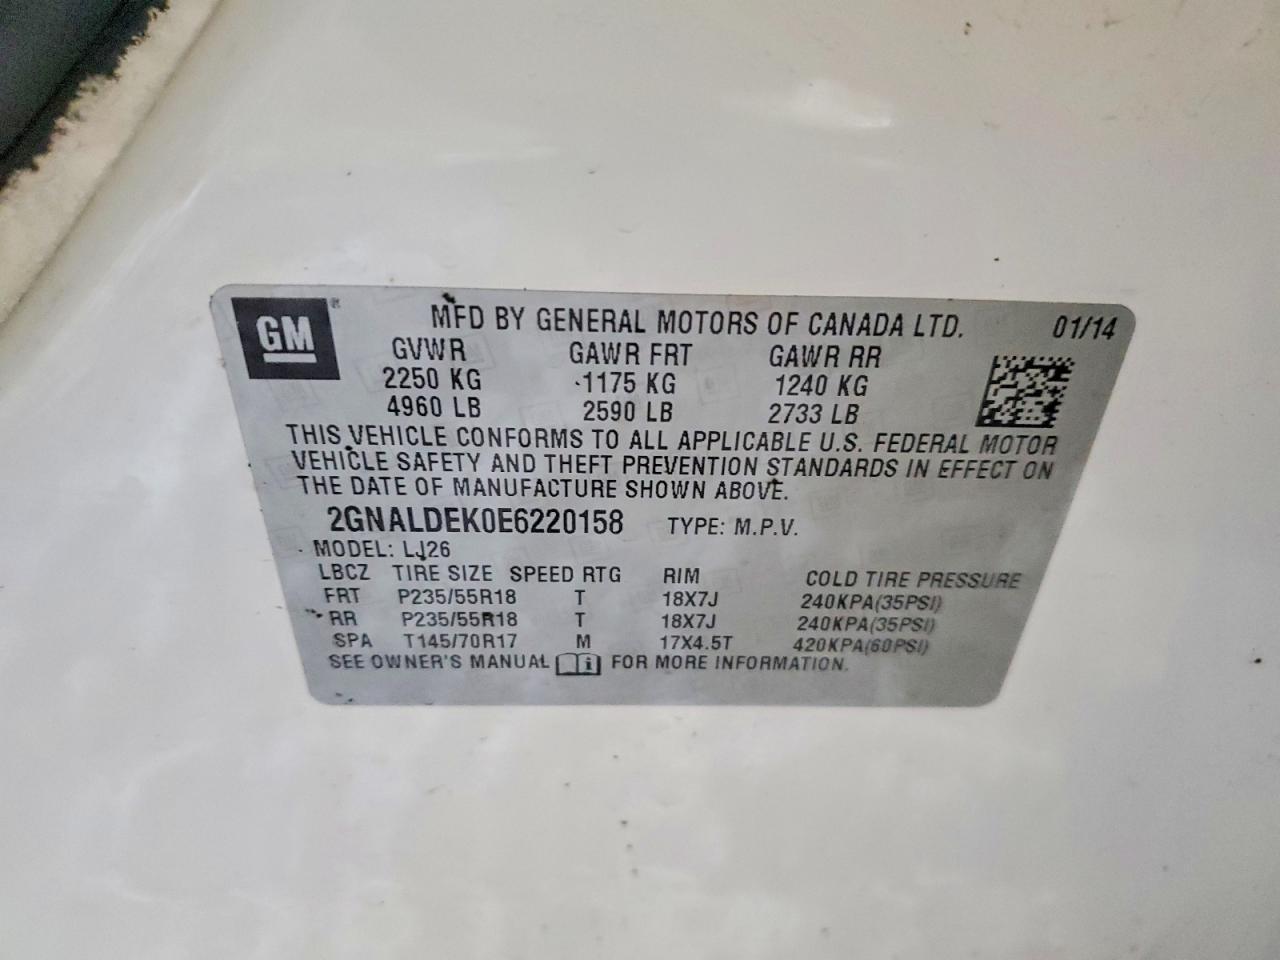 GM
MFD BY GENERAL MOTORS OF CANADA LTD. 01/14
GVWR GAWR FRT GAWR RR
2250 KG 1175 KG 1240 KG
4960 LB 2590 LB 2733 LB
THIS VEHICLE CONFORMS TO ALL APPLICABLE U.S. FEDERAL MOTOR
VEHICLE SAFETY AND THEFT PREVENTION STANDARDS IN EFFECT ON
THE DATE OF MANUFACTURE SHOWN ABOVE.
2GNALDEK0E6220158 TYPE: M.P.V.
MODEL: LJ26
LBCZ TIRE SIZE SPEED RTG RIM COLD TIRE PRESSURE
FRT P235/55R18 T 18X7J 240KPA(35PSI)
RR P235/55R18 T 18X7J 240KPA(35PSI)
SPA T145/70R17 M 17X4.5T 420KPA(60PSI)
SEE OWNER'S MANUAL i FOR MORE INFORMATION.